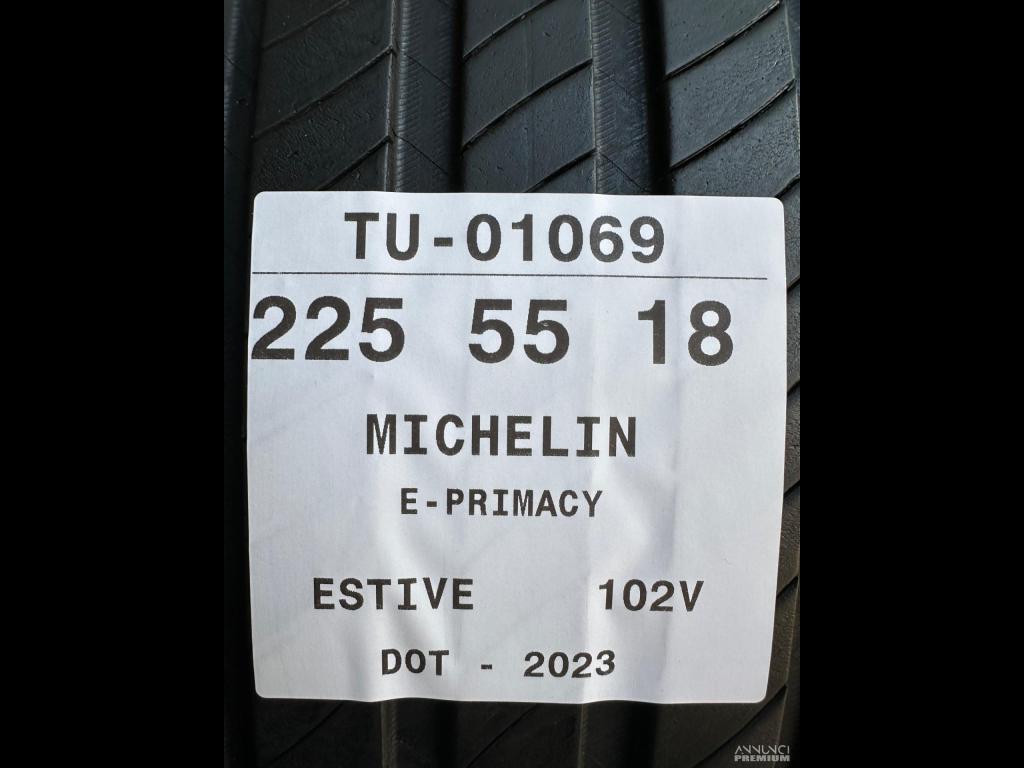 TU-01069
225 55 18
MICHELIN
E-PRIMACY
ESTIVE 102V
DOT - 2023
ANNUNCI
PREMIUM